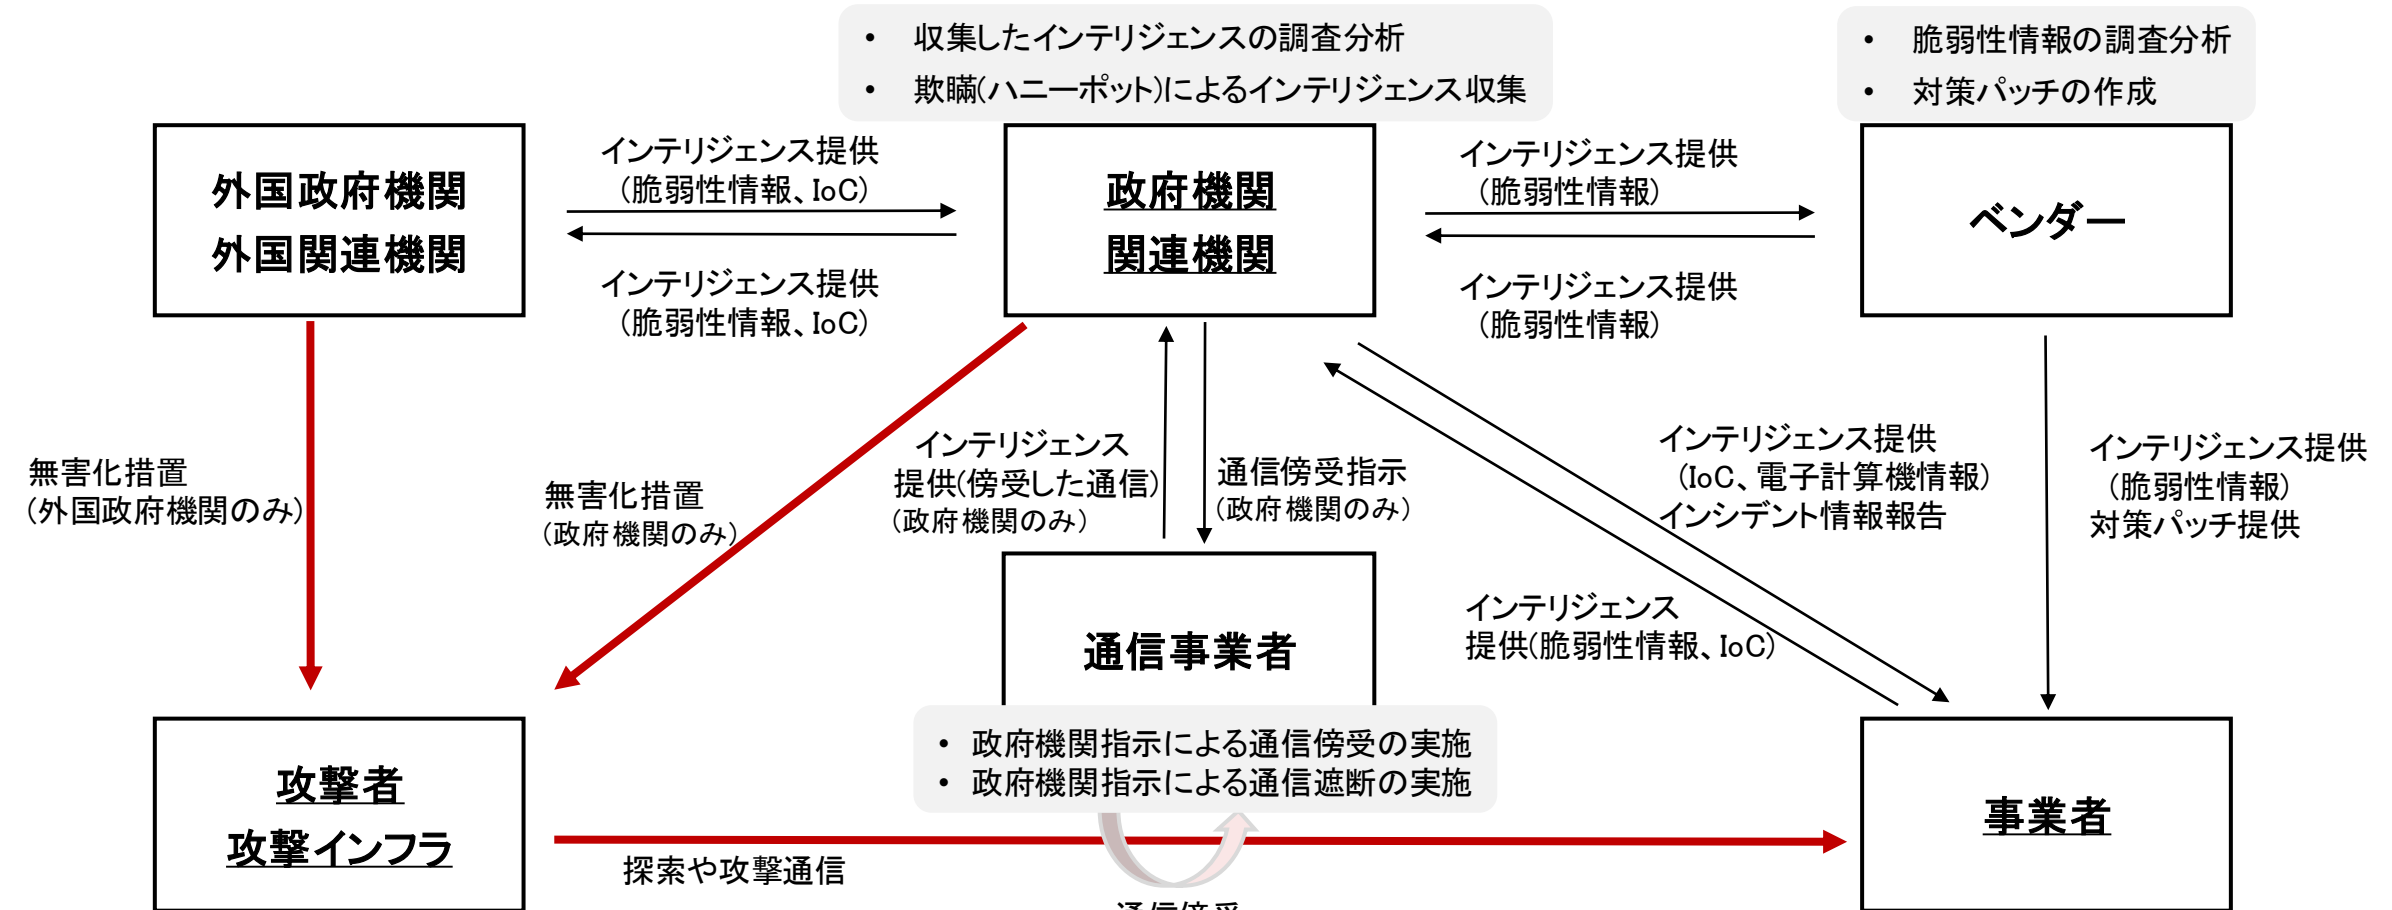 • 収集したインテリジェンスの調査分析
• 欺瞞(ハニーポット)によるインテリジェンス収集
• 脆弱性情報の調査分析
• 対策パッチの作成
外国政府機関
外国関連機関
インテリジェンス提供
(脆弱性情報、IoC)
インテリジェンス提供
(脆弱性情報、IoC)
政府機関
関連機関
インテリジェンス提供
(脆弱性情報)
インテリジェンス提供
(脆弱性情報)
ベンダー
無害化措置
(外国政府機関のみ)
無害化措置
(政府機関のみ)
インテリジェンス
提供(傍受した通信)
(政府機関のみ)
通信傍受指示
(政府機関のみ)
インテリジェンス提供
(IoC、電子計算機情報)
インシデント情報報告
インテリジェンス提供
(脆弱性情報)
対策パッチ提供
インテリジェンス
提供(脆弱性情報、IoC)
通信事業者
• 政府機関指示による通信傍受の実施
• 政府機関指示による通信遮断の実施
攻撃者
攻撃インフラ
探索や攻撃通信
事業者
通信傍受